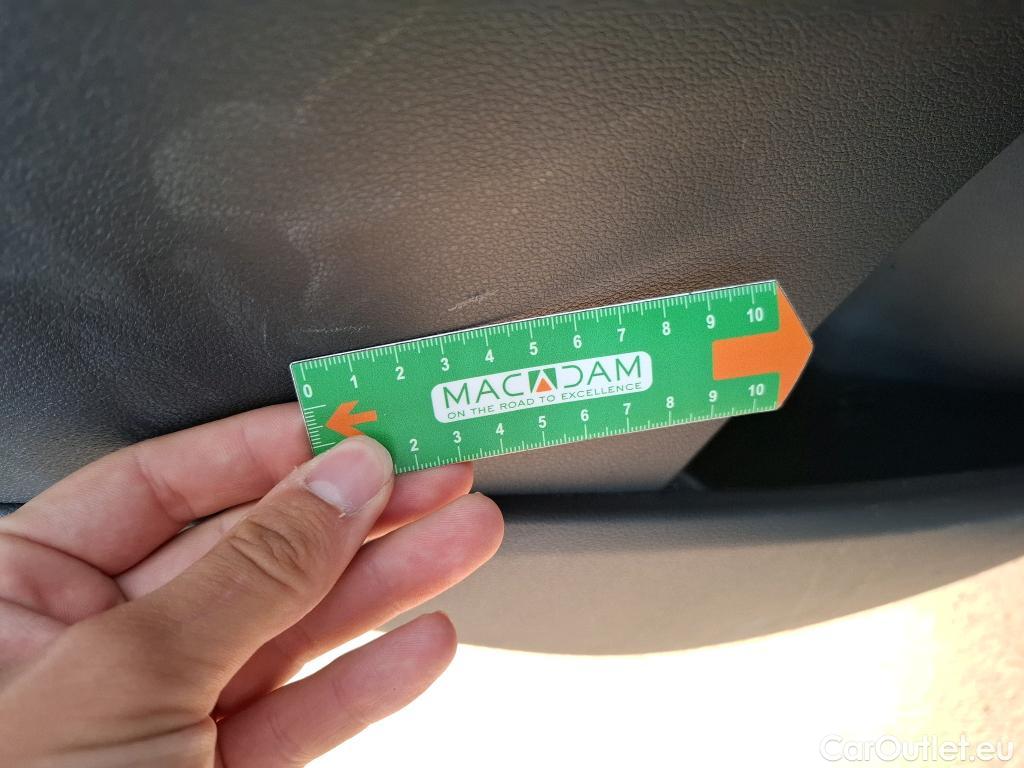 0 1 2 3 4 5 6 7 8 9 10
MACADAM
ON THE ROAD TO EXCELLENCE
2 3 4 5 6 7 8 9 10
CarOutlet.eu